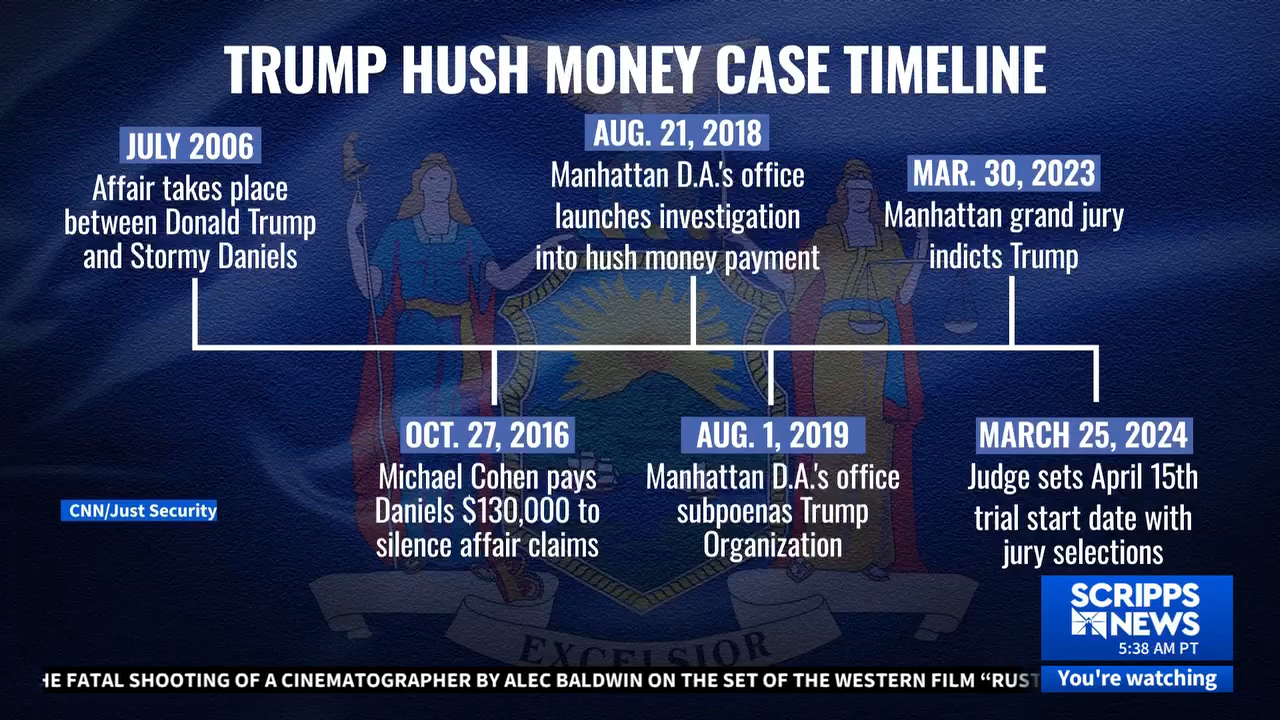 TRUMP HUSH MONEY CASE TIMELINE
JULY 2006
Affair takes place
between Donald Trump
and Stormy Daniels
AUG. 21, 2018
Manhattan D.A.'s office
launches investigation
into hush money payment
MAR. 30, 2023
Manhattan grand jury
indicts Trump
OCT. 27, 2016
Michael Cohen pays
Daniels $130,000 to
silence affair claims
AUG. 1, 2019
Manhattan D.A.'s office
subpoenas Trump
Organization
MARCH 25, 2024
Judge sets April 15th
trial start date with
jury selections
CNN/Just Security
EXCELSIOR
SCRIPPS
NEWS
5:38 AM PT
HE FATAL SHOOTING OF A CINEMATOGRAPHER BY ALEC BALDWIN ON THE SET OF THE WESTERN FILM “RUST
You're watching